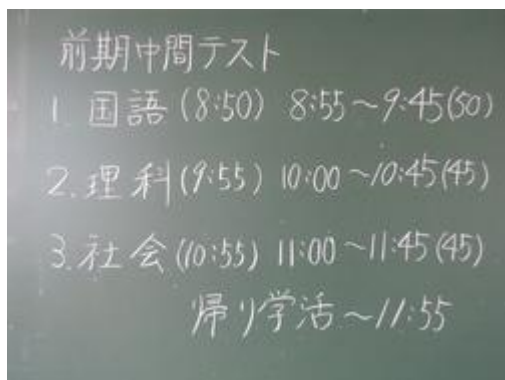 前期中間テスト
1. 国語(8:50) 8:55～9:45(50)
2. 理科(9:55) 10:00～10:45(45)
3. 社会(10:55) 11:00～11:45(45)
帰り学活～11:55